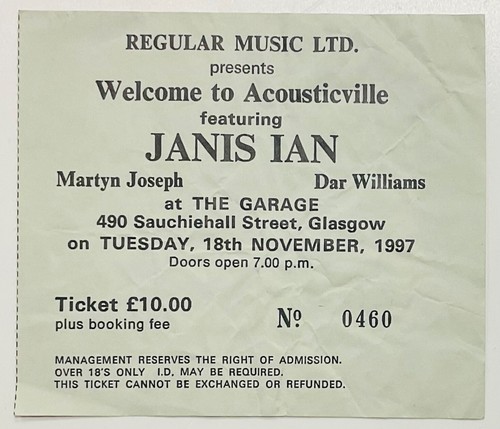 REGULAR MUSIC LTD.
presents
Welcome to Acousticville
featuring
JANIS IAN
Martyn Joseph Dar Williams
at THE GARAGE
490 Sauchiehall Street, Glasgow
on TUESDAY, 18th NOVEMBER, 1997
Doors open 7.00 p.m.
Ticket £10.00
plus booking fee
Nº 0460
MANAGEMENT RESERVES THE RIGHT OF ADMISSION.
OVER 18'S ONLY I.D. MAY BE REQUIRED.
THIS TICKET CANNOT BE EXCHANGED OR REFUNDED.